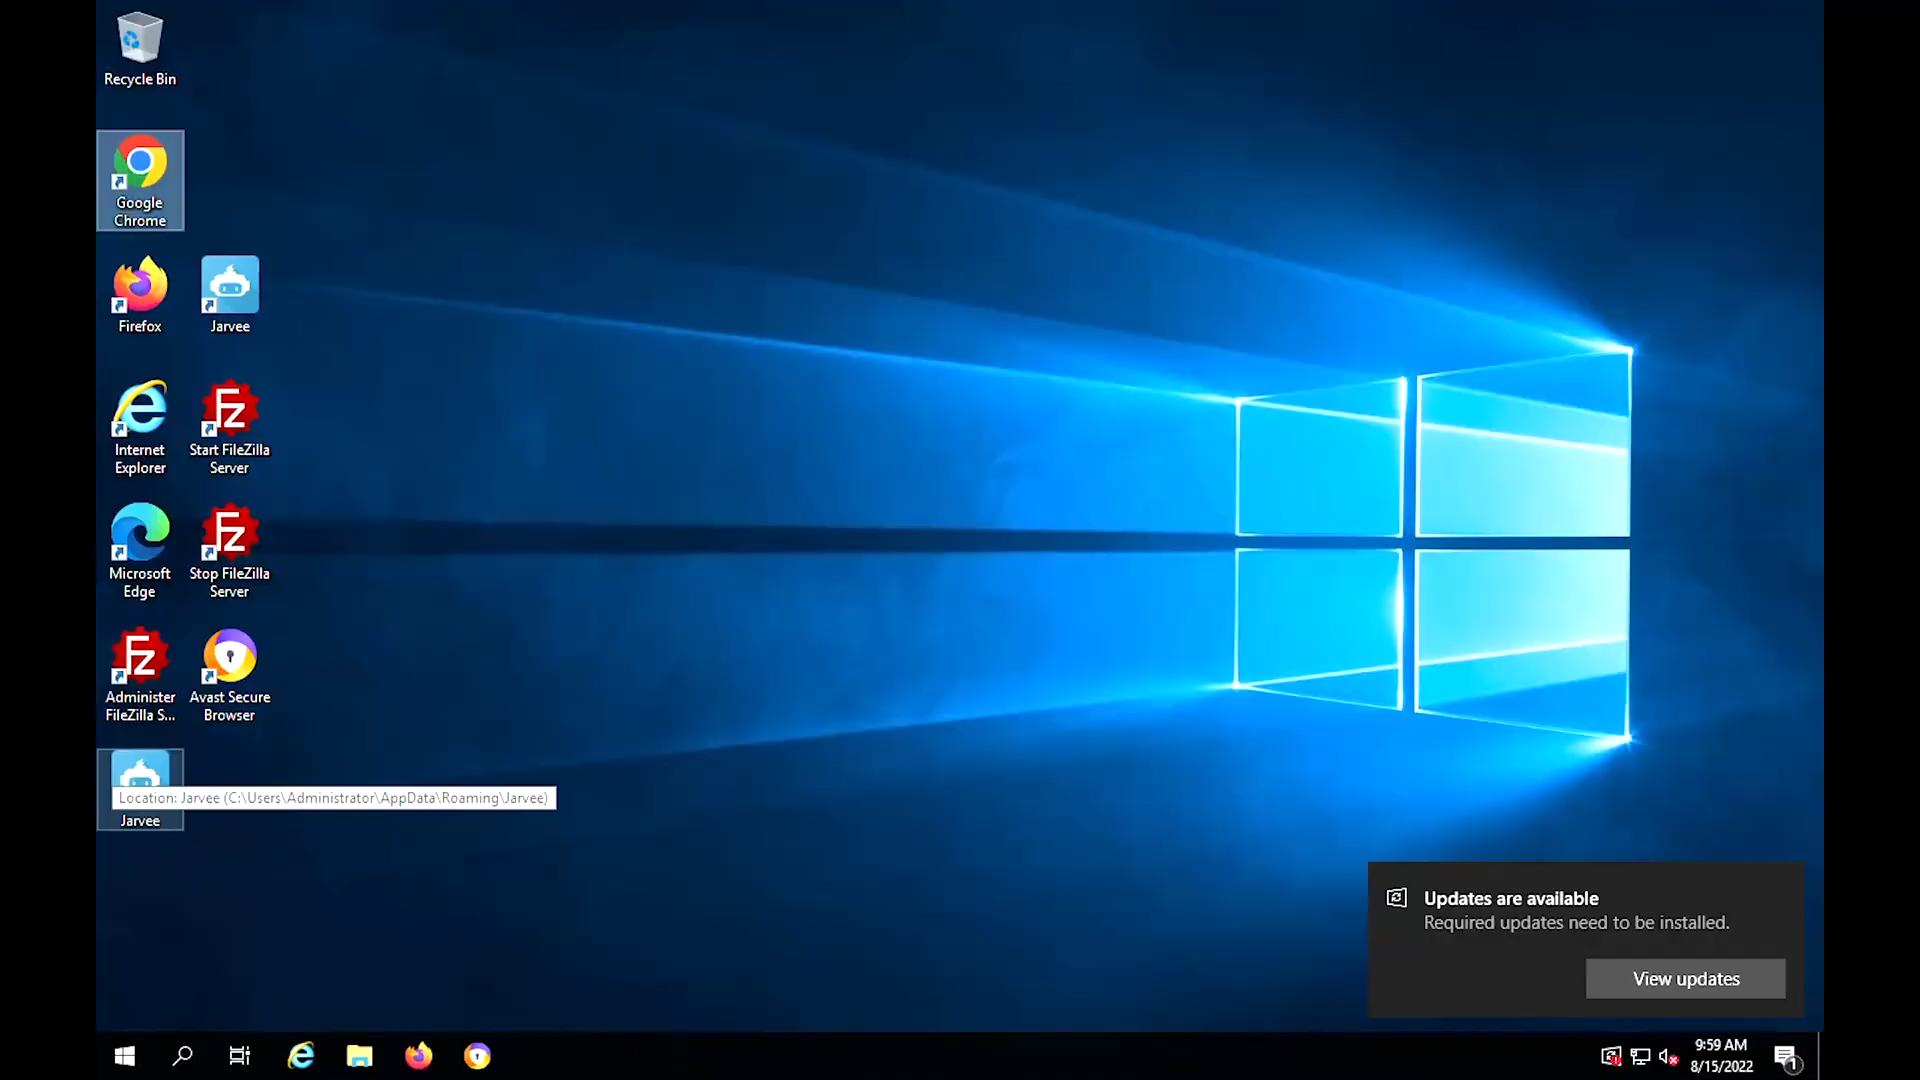 Recycle Bin
Google
Chrome
Firefox
Jarvee
Internet
Explorer
Start FileZilla
Server
Microsoft
Edge
Stop FileZilla
Server
Administer
FileZilla S...
Avast Secure
Browser
Location: Jarvee (C:\Users\Administrator\AppData\Roaming\Jarvee)
Jarvee
Updates are available
Required updates need to be installed.
View updates
9:59 AM
8/15/2022
1